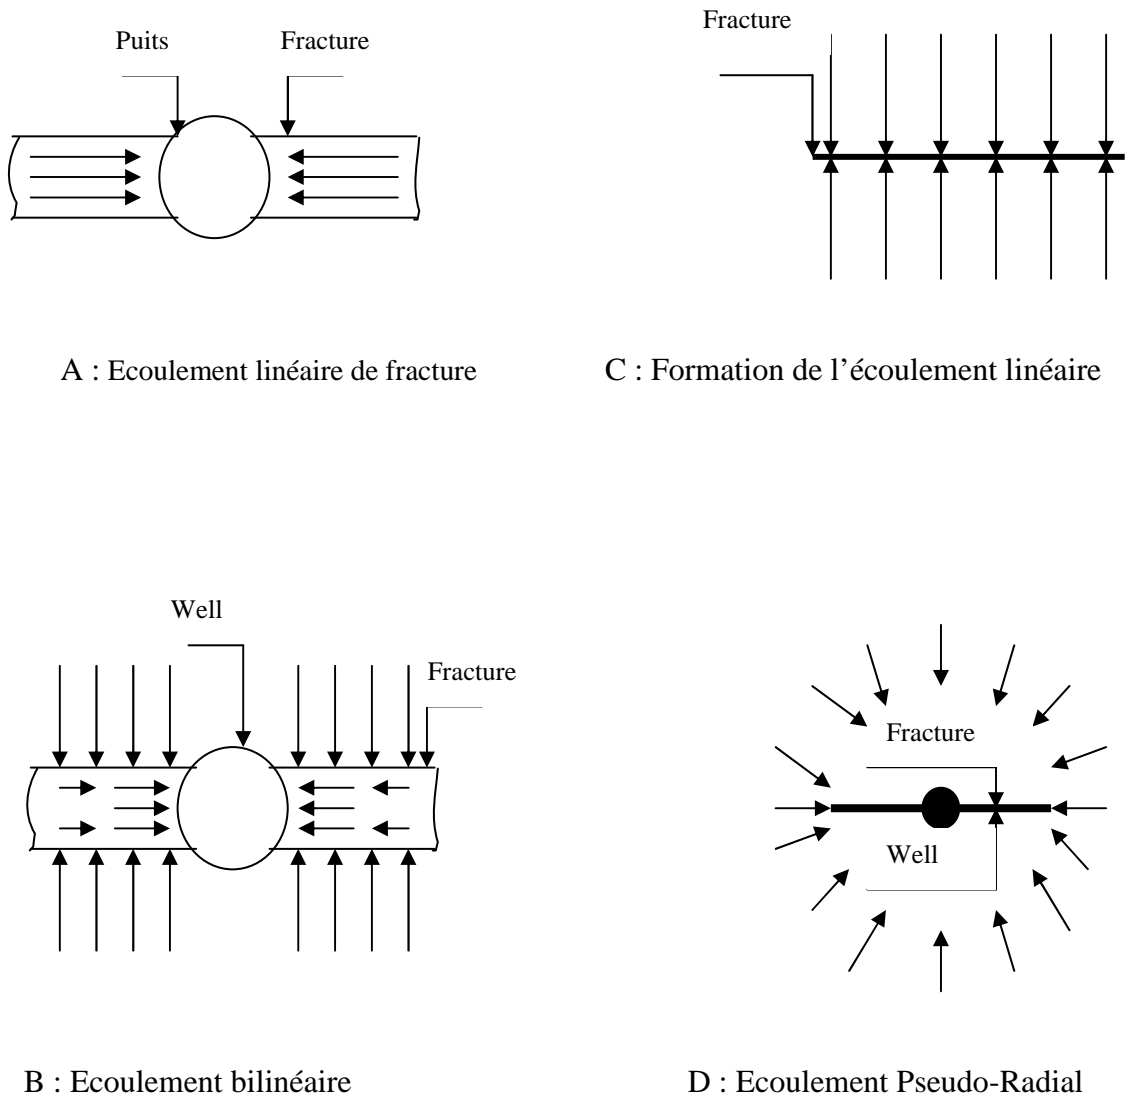 Puits
Fracture
Fracture
A : Ecoulement linéaire de fracture
C : Formation de l’écoulement linéaire
Well
Fracture
Fracture
Well
B : Ecoulement bilinéaire
D : Ecoulement Pseudo-Radial